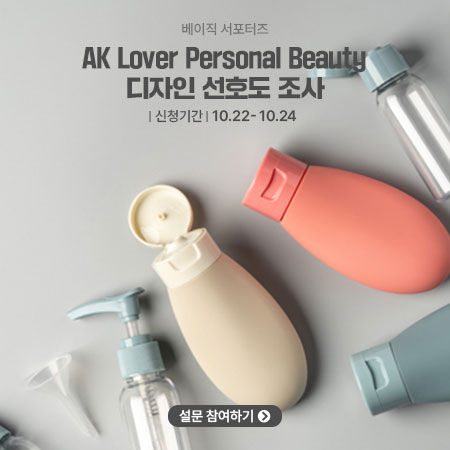 베이직 서포터즈
AK Lover Personal Beauty
디자인 선호도 조사
| 신청기간 | 10.22- 10.24
설문 참여하기